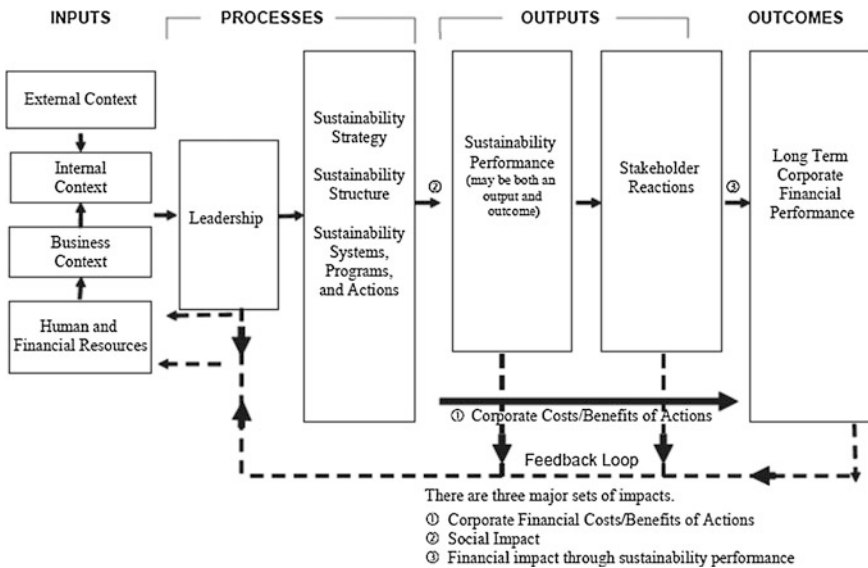 INPUTS
PROCESSES
OUTPUTS
OUTCOMES
External Context
Internal
Context
Business
Context
Human and
Financial Resources
Leadership
Sustainability
Strategy
Sustainability
Structure
Sustainability
Systems,
Programs,
and Actions
②
Sustainability
Performance
(may be both an
output and
outcome)
Stakeholder
Reactions
③
Long Term
Corporate
Financial
Performance
① Corporate Costs/Benefits of Actions
Feedback Loop
There are three major sets of impacts.
① Corporate Financial Costs/Benefits of Actions
② Social Impact
③ Financial impact through sustainability performance